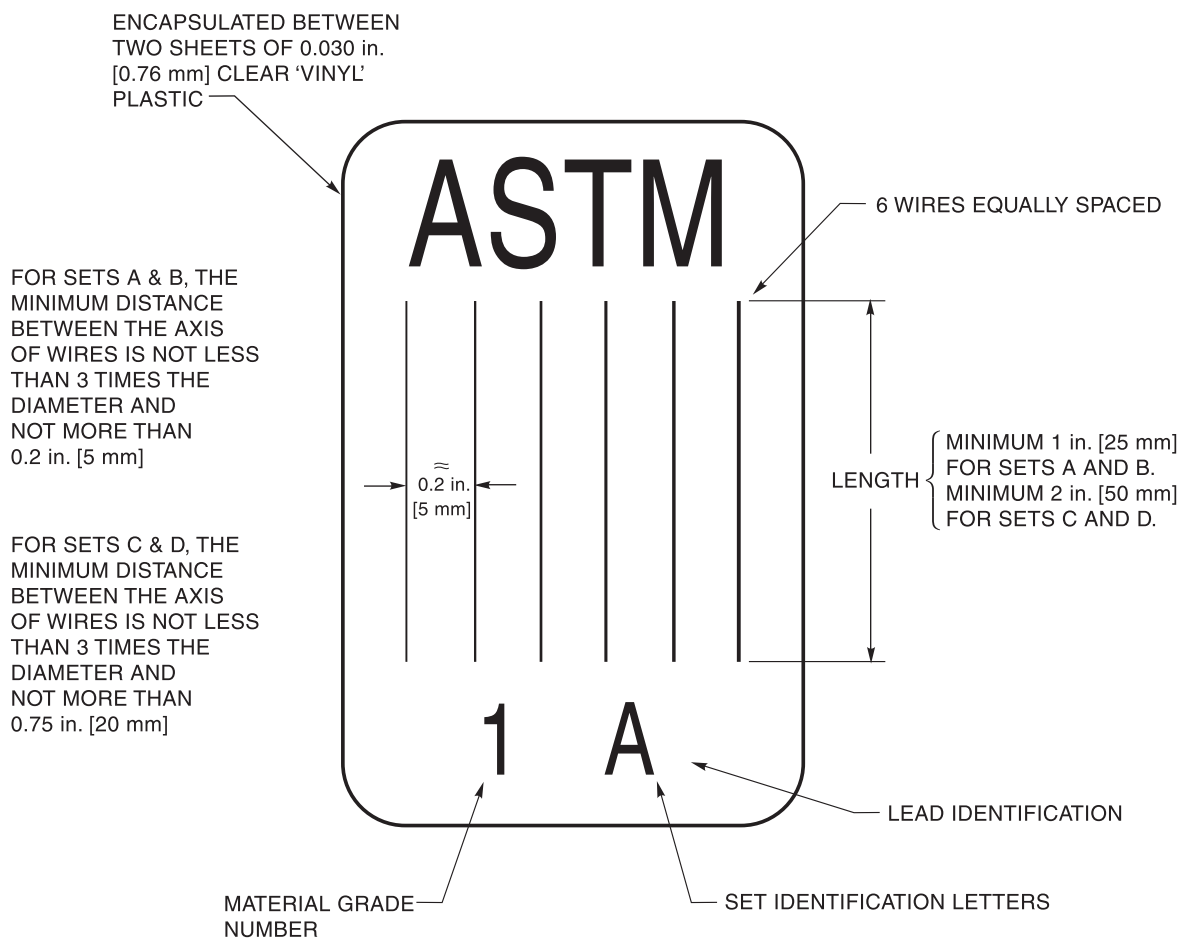 ENCAPSULATED BETWEEN
TWO SHEETS OF 0.030 in.
[0.76 mm] CLEAR ‘VINYL’
PLASTIC
ASTM
6 WIRES EQUALLY SPACED
FOR SETS A & B, THE
MINIMUM DISTANCE
BETWEEN THE AXIS
OF WIRES IS NOT LESS
THAN 3 TIMES THE
DIAMETER AND
NOT MORE THAN
0.2 in. [5 mm]
≈
0.2 in.
[5 mm]
LENGTH
MINIMUM 1 in. [25 mm]
FOR SETS A AND B.
MINIMUM 2 in. [50 mm]
FOR SETS C AND D.
FOR SETS C & D, THE
MINIMUM DISTANCE
BETWEEN THE AXIS
OF WIRES IS NOT LESS
THAN 3 TIMES THE
DIAMETER AND
NOT MORE THAN
0.75 in. [20 mm]
1 A
LEAD IDENTIFICATION
MATERIAL GRADE
NUMBER
SET IDENTIFICATION LETTERS